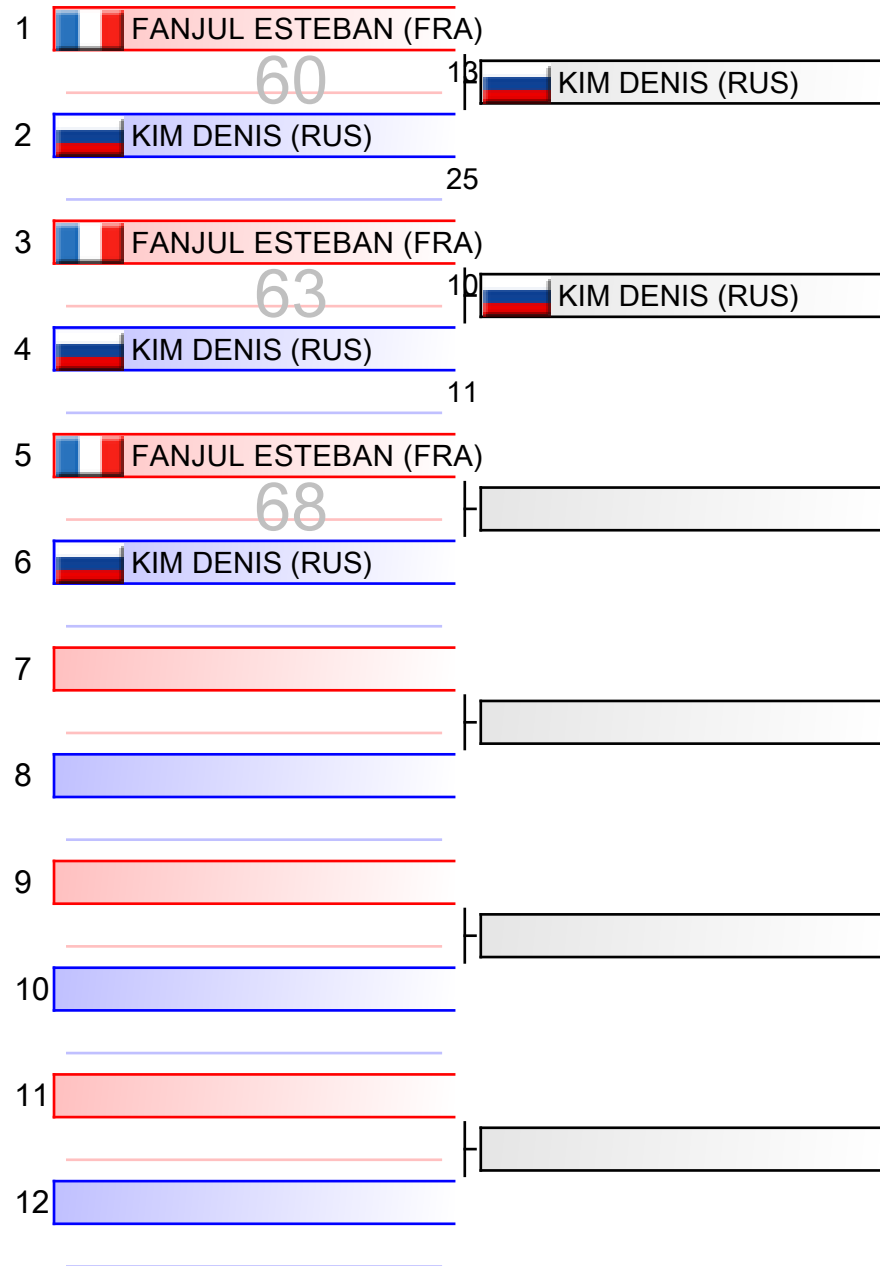 1 FANJUL ESTEBAN (FRA)
60 13 KIM DENIS (RUS)
2 KIM DENIS (RUS)
25
3 FANJUL ESTEBAN (FRA)
63 10 KIM DENIS (RUS)
4 KIM DENIS (RUS)
11
5 FANJUL ESTEBAN (FRA)
68
6 KIM DENIS (RUS)
7
8
9
10
11
12